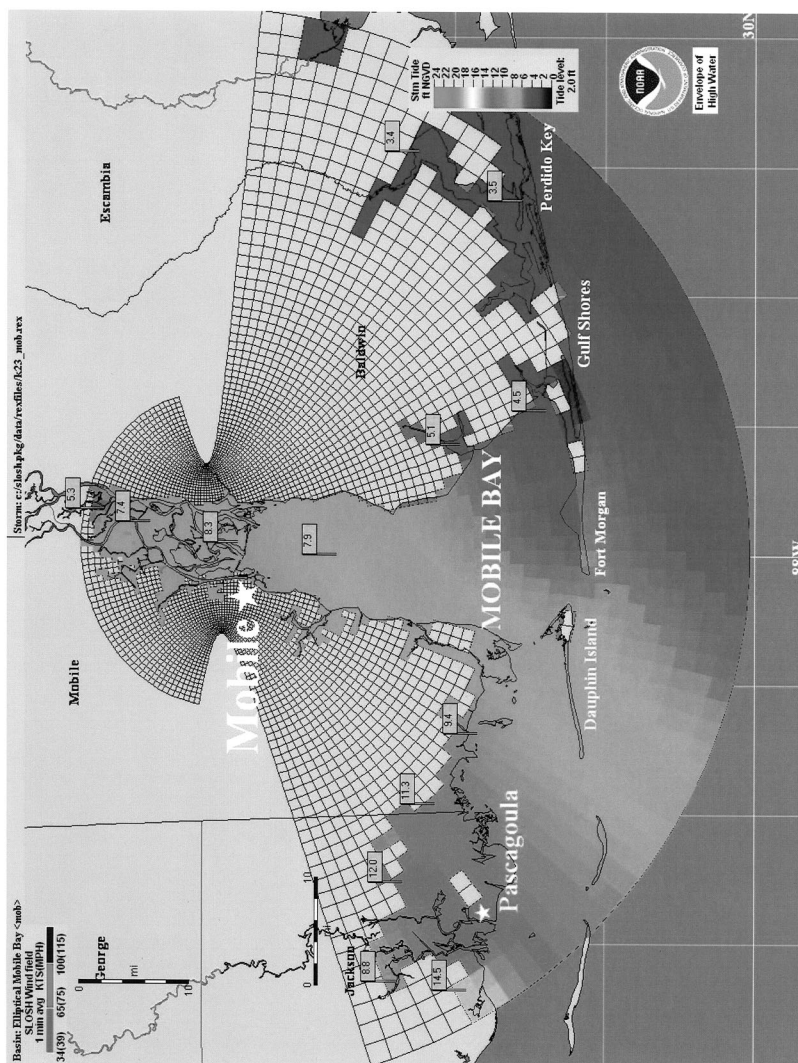 Basin: Elliptical Mobile Bay <mob>
SLOSH Wind field
1 min avg KTS(MPH)
34(39) 65(75) 100(115)
Storm: c:/slosh.pkg/data/rexfiles/k23_mob.rex
George
mi
10
0
10
0
Jackson
Mobile
Escambia
Baldwin
Mobile
MOBILE BAY
Pascagoula
Dauphin Island
Fort Morgan
Gulf Shores
Perdido Key
8.8
14.5
12.0
11.3
9.4
5.3
7.4
8.3
7.9
5.1
4.5
3.4
3.5
Stm Tide
ft NGVD
24
22
20
18
16
14
12
10
8
6
4
2
0
Tide level:
2.0 ft
NOAA
Envelope of
High Water
88W
30N